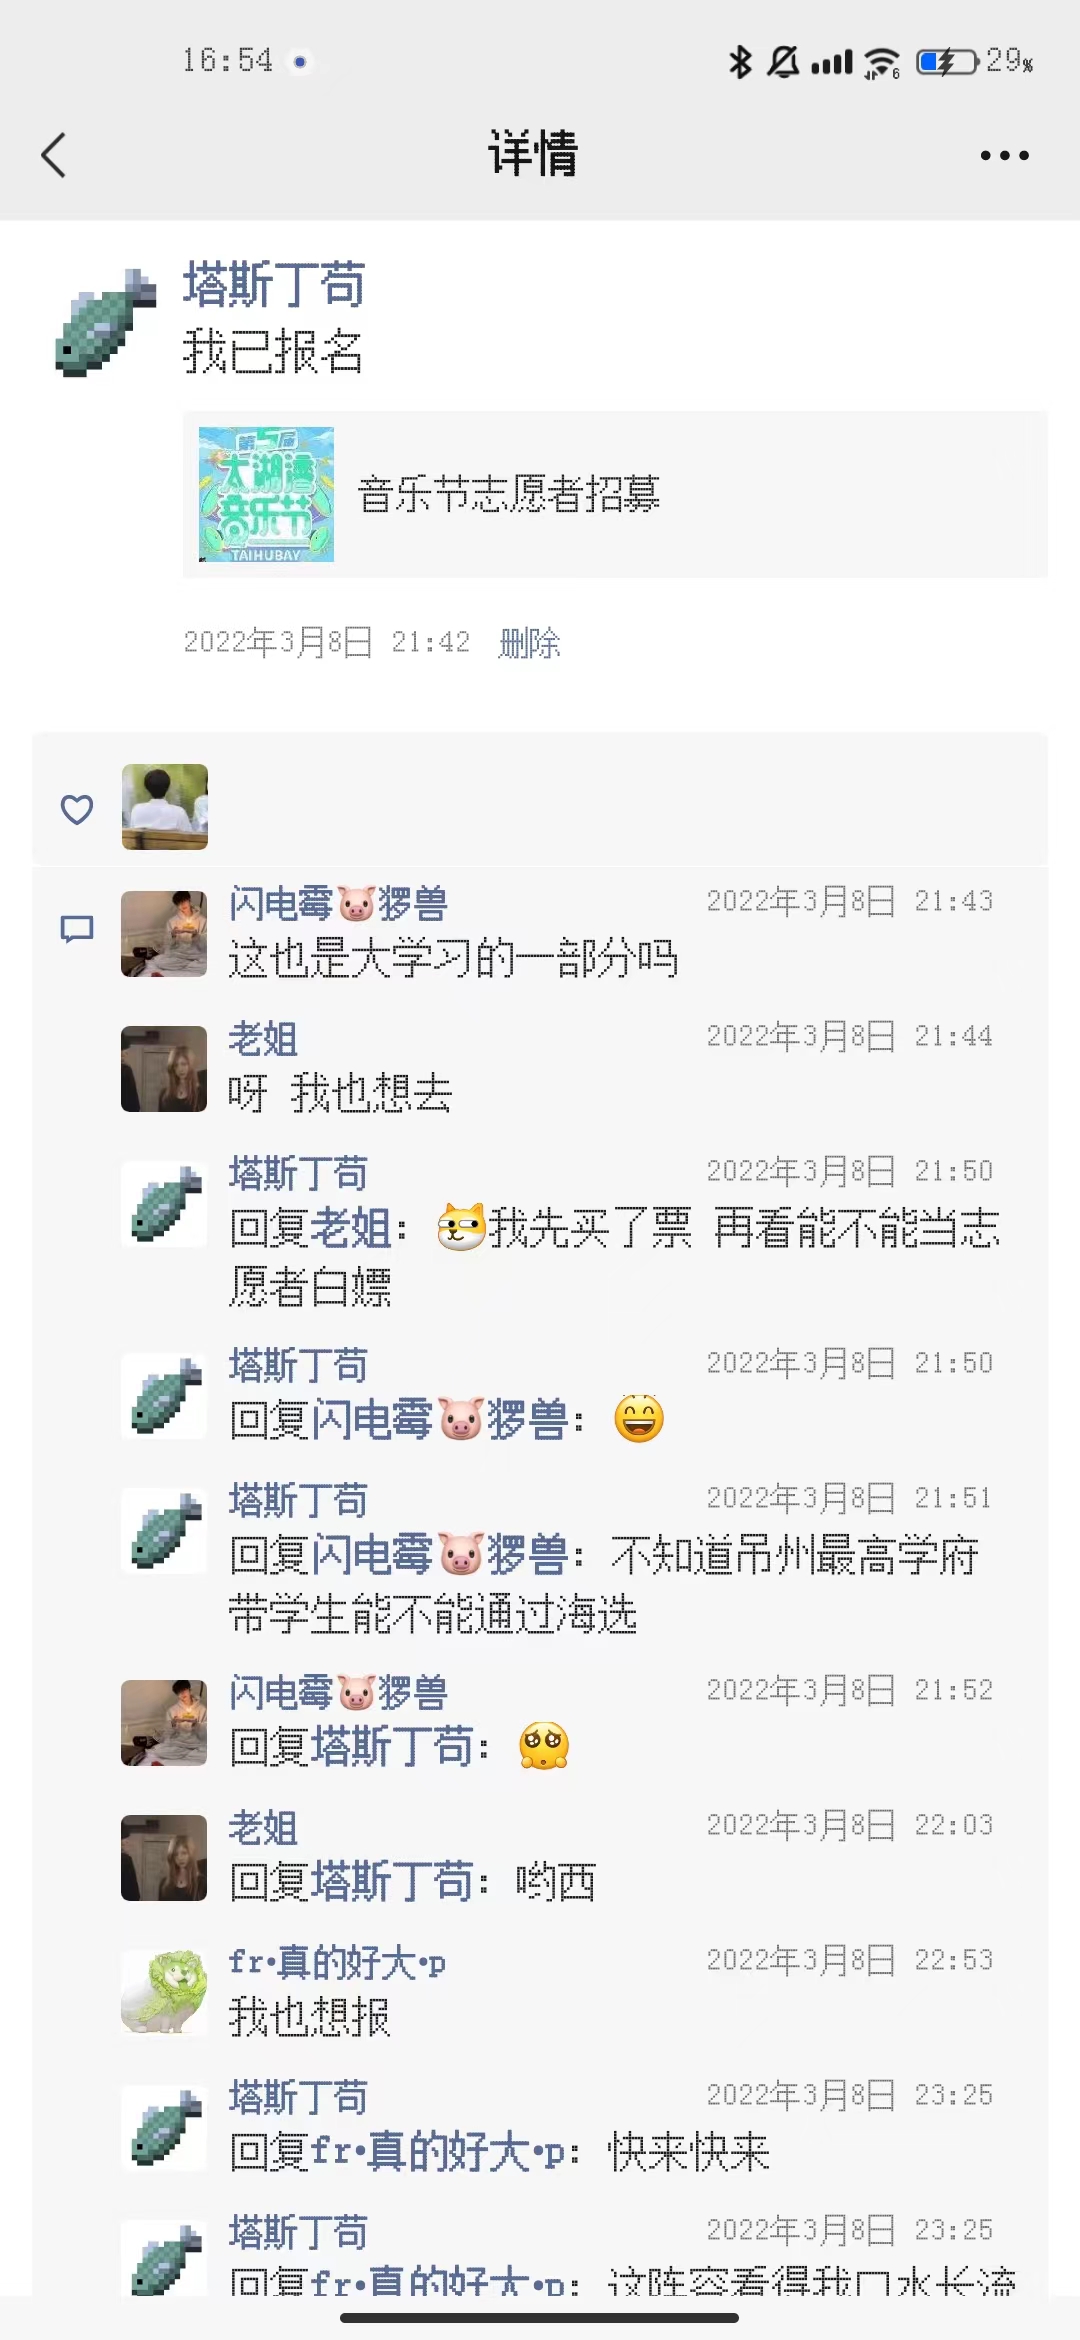 16:54
29%
详情
塔斯丁苟
我已报名
第5届
太湖湾
音乐节
TAIHUBAY
音乐节志愿者招募
2022年3月8日 21:42 删除
闪电霉🐷猡兽 2022年3月8日 21:43
这也是大学习的一部分吗
老姐 2022年3月8日 21:44
呀 我也想去
塔斯丁苟 2022年3月8日 21:50
回复老姐：我先买了票 再看能不能当志
愿者白嫖
塔斯丁苟 2022年3月8日 21:50
回复闪电霉🐷猡兽：😄
塔斯丁苟 2022年3月8日 21:51
回复闪电霉🐷猡兽：不知道吊州最高学府
带学生能不能通过海选
闪电霉🐷猡兽 2022年3月8日 21:52
回复塔斯丁苟：🥺
老姐 2022年3月8日 22:03
回复塔斯丁苟：哟西
fr·真的好大·p 2022年3月8日 22:53
我也想报
塔斯丁苟 2022年3月8日 23:25
回复fr·真的好大·p：快来快来
塔斯丁苟 2022年3月8日 23:25
回复fr·真的好大·p：这阵容看得我口水长流